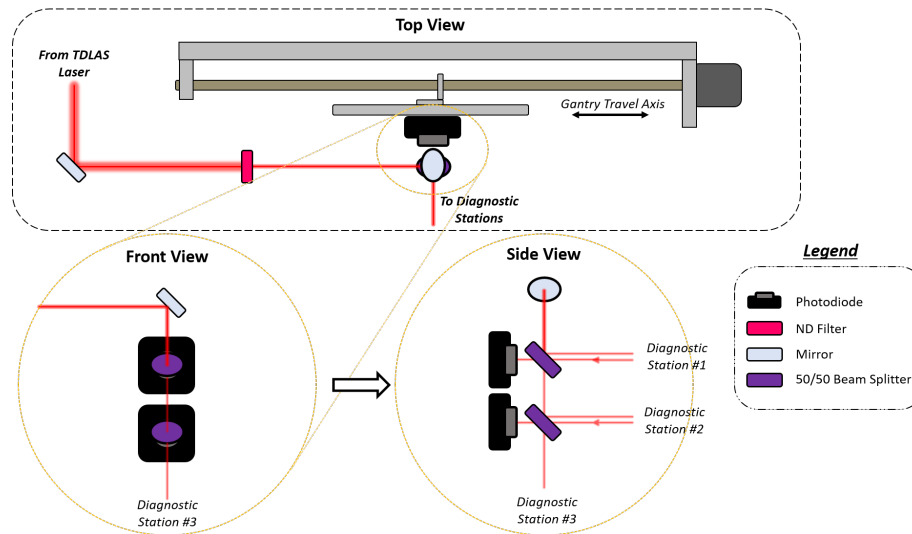 Top View
From TDLAS
Laser
Gantry Travel Axis
To Diagnostic
Stations
Front View
Diagnostic
Station #3
Side View
Diagnostic
Station #1
Diagnostic
Station #2
Diagnostic
Station #3
Legend
Photodiode
ND Filter
Mirror
50/50 Beam Splitter